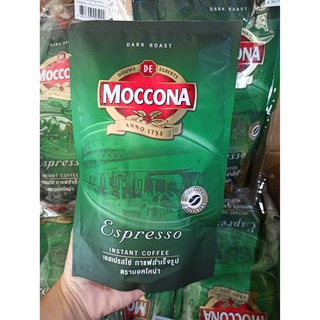 DARK ROAST
DOUWE EGBERTS
DE
MOCCONA
ANNO 1753
Espresso
INSTANT COFFEE
เอสเปรสโซ่ กาแฟสำเร็จรูป
ตรามอคโคน่า